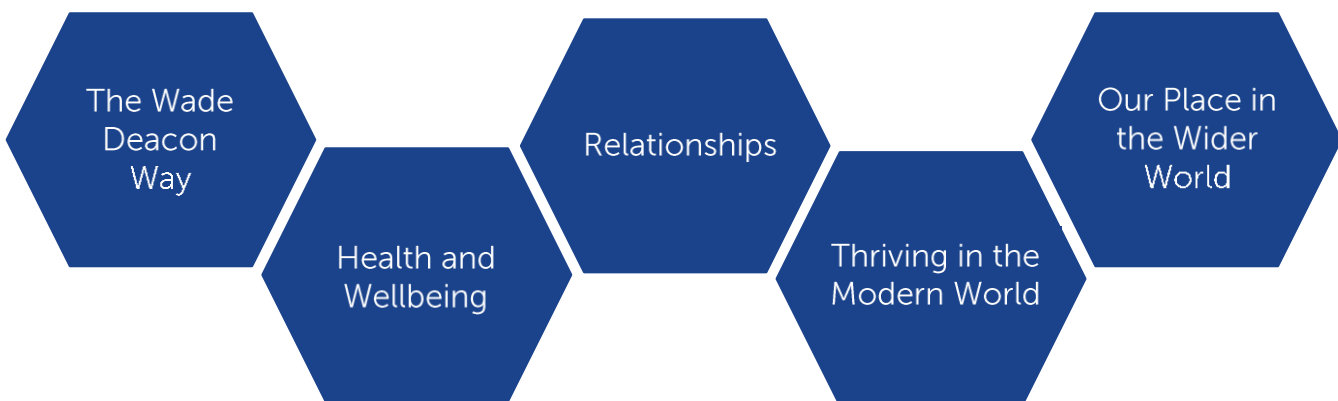 The Wade
Deacon
Way
Health and
Wellbeing
Relationships
Thriving in the
Modern World
Our Place in
the Wider
World